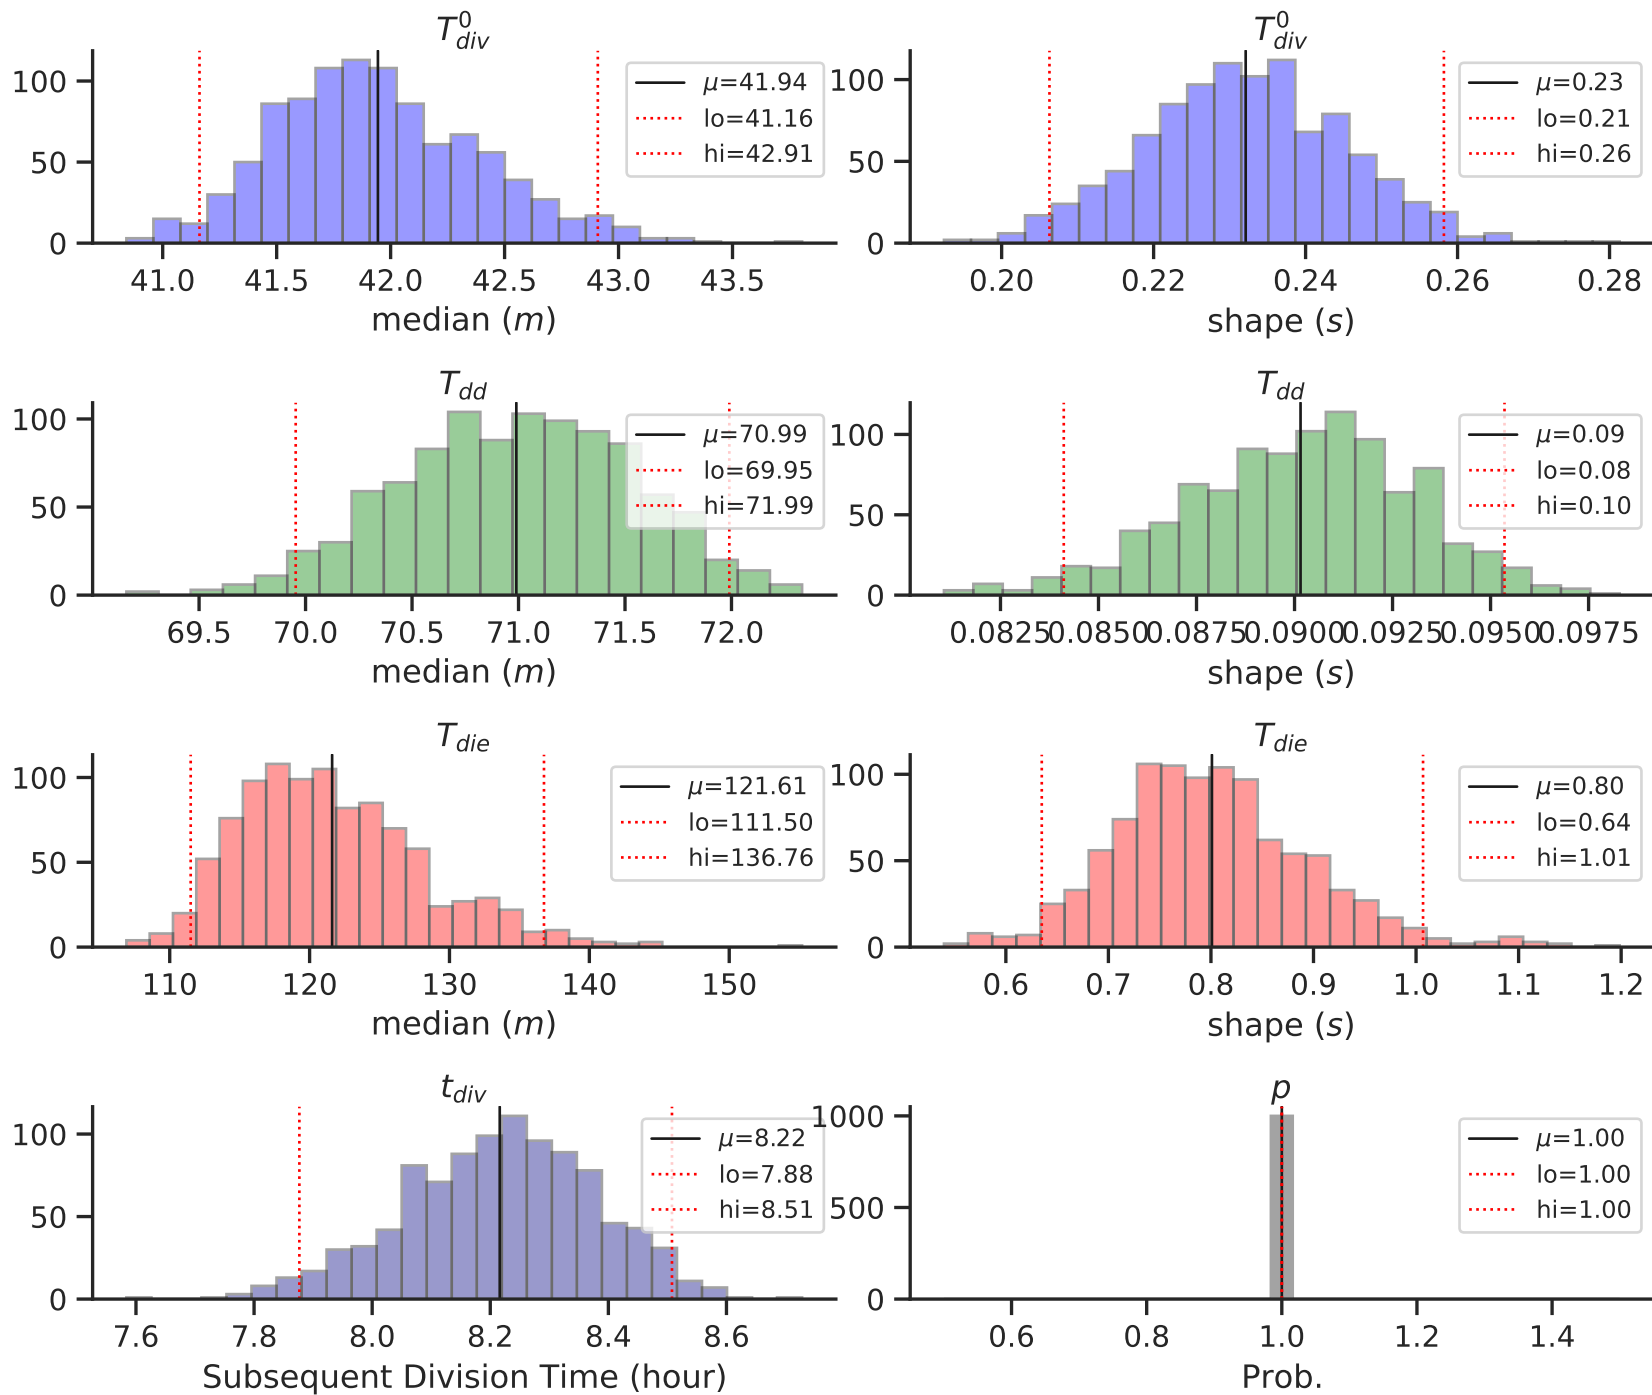 T⁰div
100
50
0
μ=41.94
lo=41.16
hi=42.91
41.0 41.5 42.0 42.5 43.0 43.5
median (m)
T⁰div
100
50
0
μ=0.23
lo=0.21
hi=0.26
0.20 0.22 0.24 0.26 0.28
shape (s)
Tdd
100
50
0
μ=70.99
lo=69.95
hi=71.99
69.5 70.0 70.5 71.0 71.5 72.0
median (m)
Tdd
100
50
0
μ=0.09
lo=0.08
hi=0.10
0.0825 0.0850 0.0875 0.0900 0.0925 0.0950 0.0975
shape (s)
Tdie
100
50
0
μ=121.61
lo=111.50
hi=136.76
110 120 130 140 150
median (m)
Tdie
100
50
0
μ=0.80
lo=0.64
hi=1.01
0.6 0.7 0.8 0.9 1.0 1.1 1.2
shape (s)
tdiv
100
50
0
μ=8.22
lo=7.88
hi=8.51
7.6 7.8 8.0 8.2 8.4 8.6
Subsequent Division Time (hour)
p
1000
500
0
μ=1.00
lo=1.00
hi=1.00
0.6 0.8 1.0 1.2 1.4
Prob.